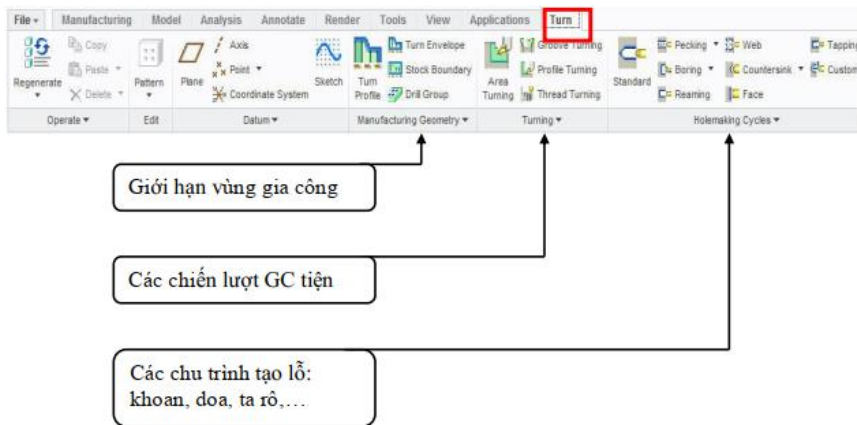 File Manufacturing Model Analysis Annotate Render Tools View Applications Turn
Regenerate
Copy
Paste
Delete
Operate
Pattern
Edit
Plane
Axis
Point
Coordinate System
Sketch
Datum
Turn Profile
Turn Envelope
Stock Boundary
Drill Group
Manufacturing Geometry
Area Turning
Groove Turning
Profile Turning
Thread Turning
Turning
Standard
Pecking
Boring
Reaming
Web
Countersink
Face
Tapping
Custom
Holemaking Cycles
Giới hạn vùng gia công
Các chiến lượt GC tiện
Các chu trình tạo lỗ:
khoan, doa, ta rô,…